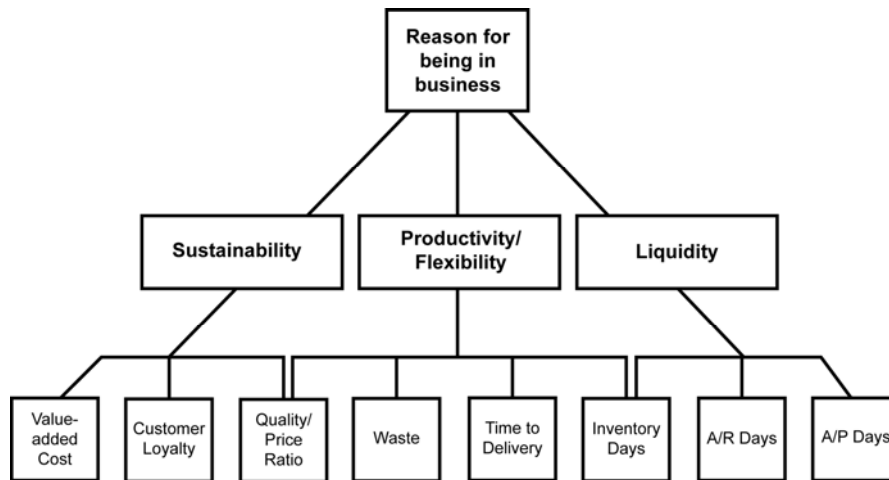 Reason for
being in
business
Sustainability
Productivity/
Flexibility
Liquidity
Value-
added
Cost
Customer
Loyalty
Quality/
Price
Ratio
Waste
Time to
Delivery
Inventory
Days
A/R Days
A/P Days